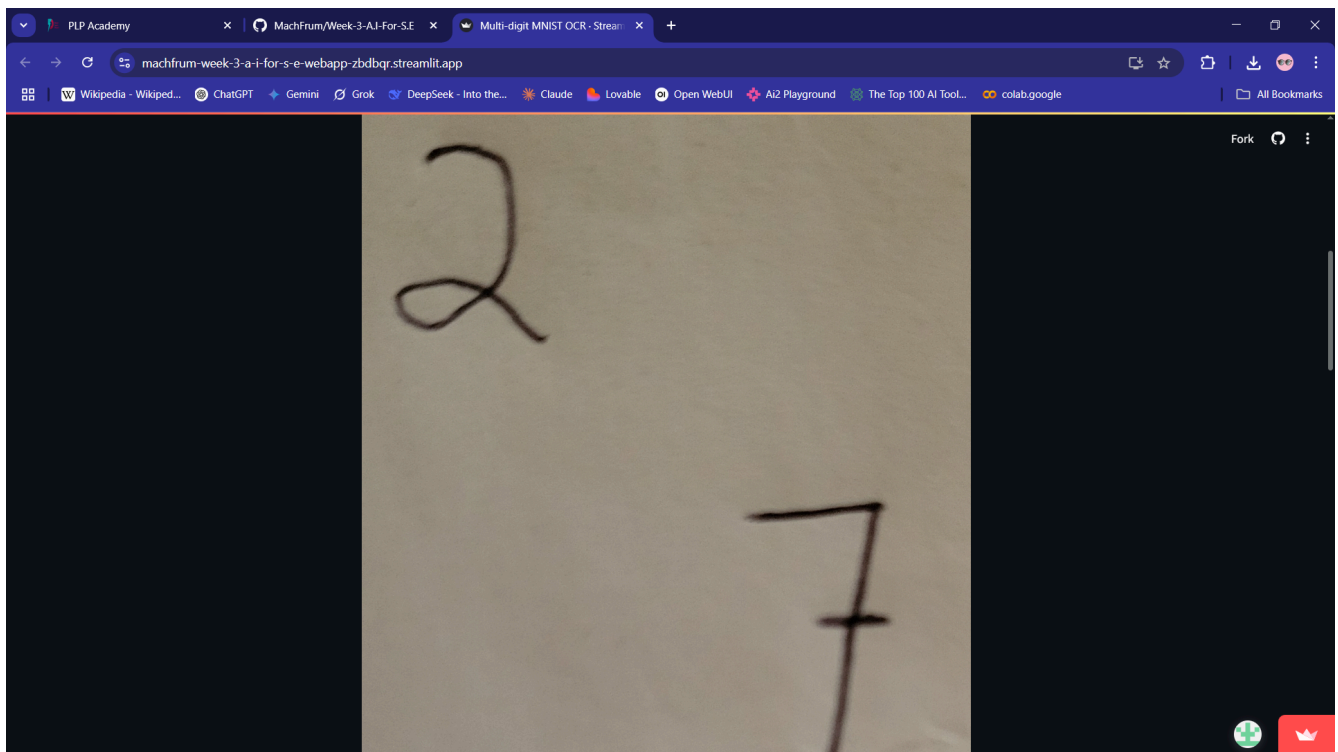 PLP Academy
MachFrum/Week-3-A.I-For-S.E
Multi-digit MNIST OCR · Stream
machfrum-week-3-a-i-for-s-e-webapp-zbdbqr.streamlit.app
Wikipedia - Wikiped... ChatGPT Gemini Grok DeepSeek - Into the... Claude Lovable Open WebUI Ai2 Playground The Top 100 AI Tool... colab.google All Bookmarks
Fork
2
7